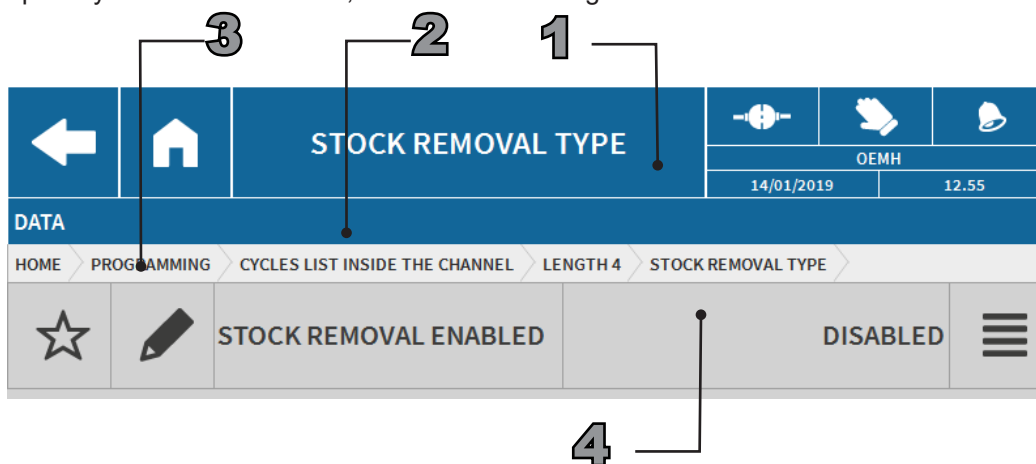 3 2 1
STOCK REMOVAL TYPE
OEMH
14/01/2019 12.55
DATA
HOME PROGRAMMING CYCLES LIST INSIDE THE CHANNEL LENGTH 4 STOCK REMOVAL TYPE
STOCK REMOVAL ENABLED DISABLED
4